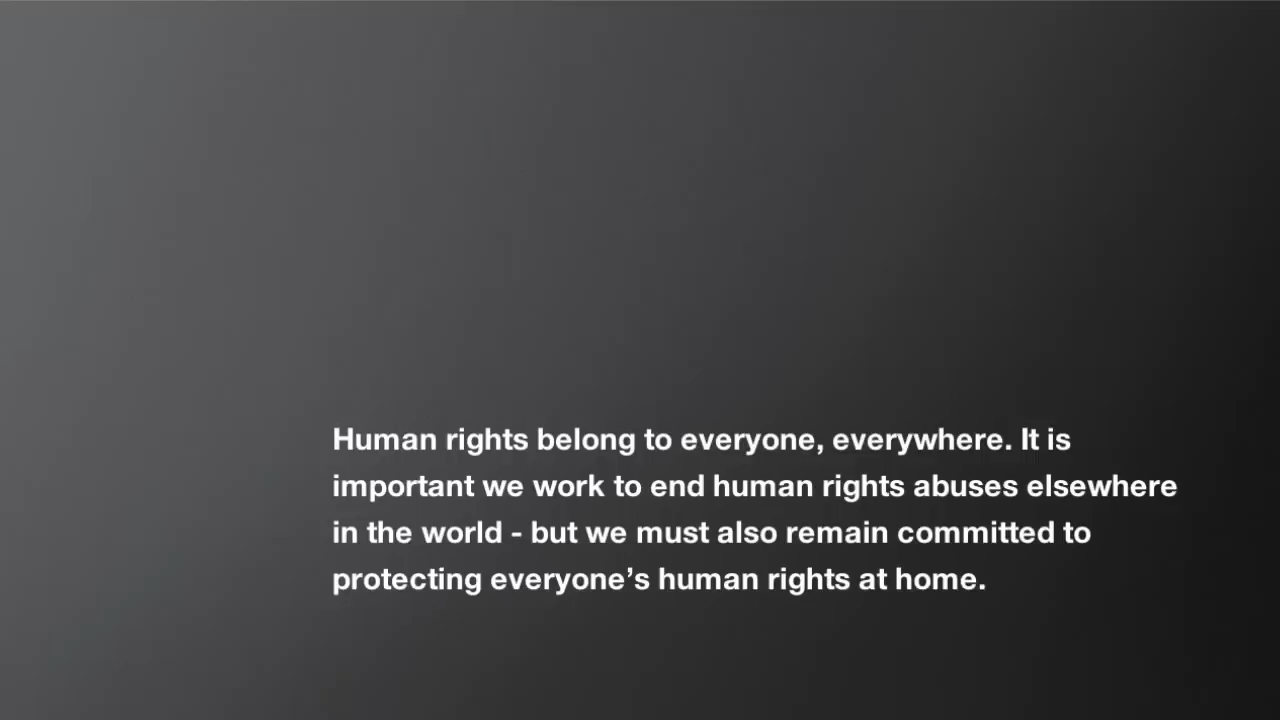 Human rights belong to everyone, everywhere. It is
important we work to end human rights abuses elsewhere
in the world - but we must also remain committed to
protecting everyone’s human rights at home.